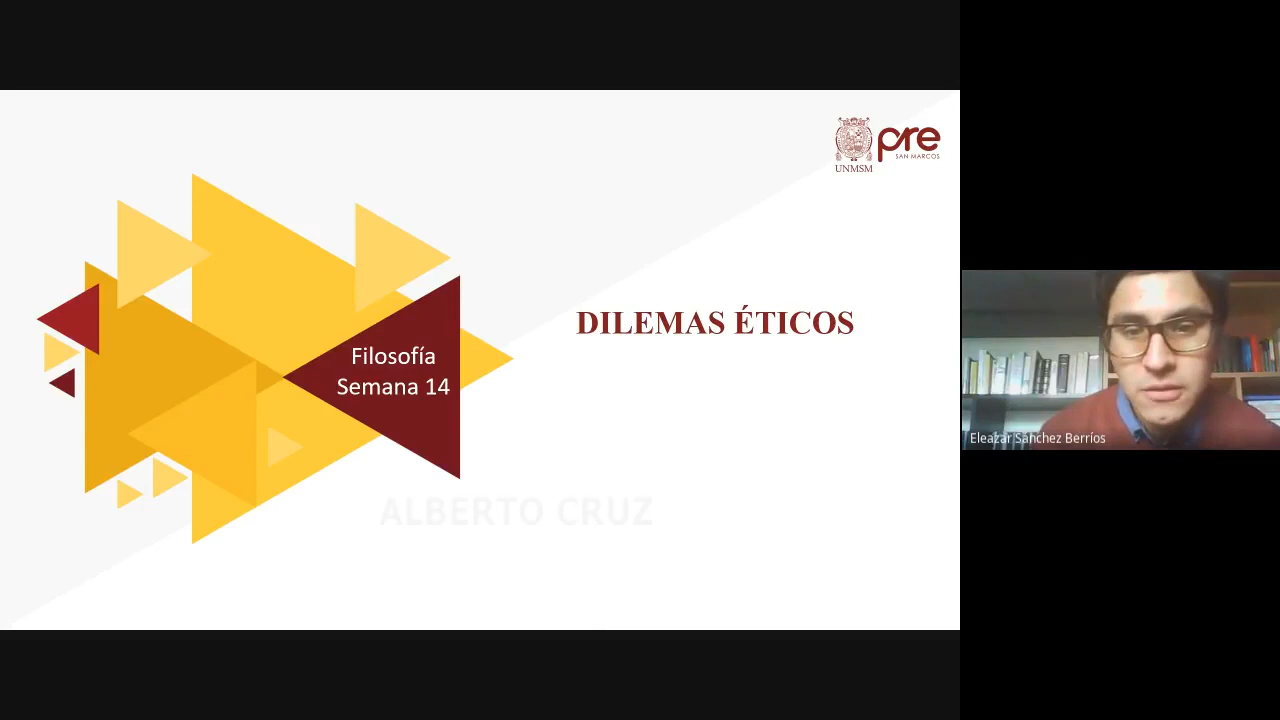 pre
SAN MARCOS
UNMSM
DILEMAS ÉTICOS
Filosofía
Semana 14
ALBERTO CRUZ
Eleazar Sánchez Berríos